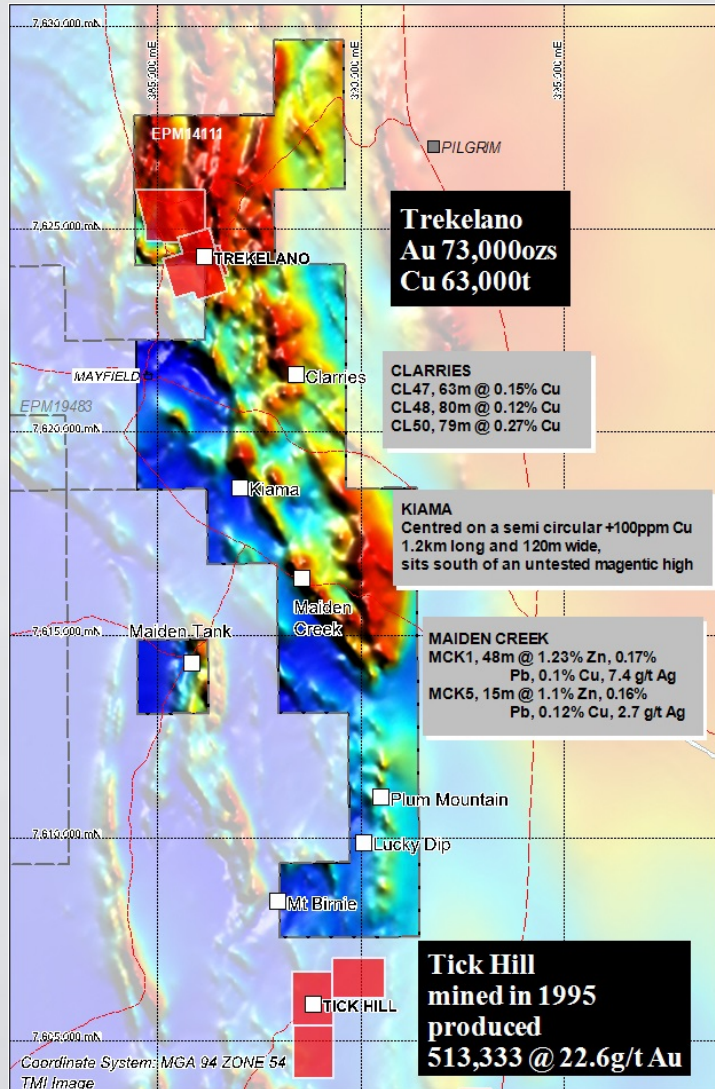 7,630,000 mN
385,000 mE
390,000 mE
395,000 mE
EPM14111
PILGRIM
7,625,000 mN
TREKELANO
Trekelano
Au 73,000ozs
Cu 63,000t
MAYFIELD
Clarries
CLARRIES
CL47, 63m @ 0.15% Cu
CL48, 80m @ 0.12% Cu
CL50, 79m @ 0.27% Cu
EPM19483
7,620,000 mN
Kiama
KIAMA
Centred on a semi circular +100ppm Cu
1.2km long and 120m wide,
sits south of an untested magentic high
Maiden
Creek
7,615,000 mN
Maiden Tank
MAIDEN CREEK
MCK1, 48m @ 1.23% Zn, 0.17%
Pb, 0.1% Cu, 7.4 g/t Ag
MCK5, 15m @ 1.1% Zn, 0.16%
Pb, 0.12% Cu, 2.7 g/t Ag
Plum Mountain
7,610,000 mN
Lucky Dip
Mt Birnie
Tick Hill
mined in 1995
produced
513,333 @ 22.6g/t Au
TICK HILL
7,605,000 mN
Coordinate System: MGA 94 ZONE 54
TMI Image